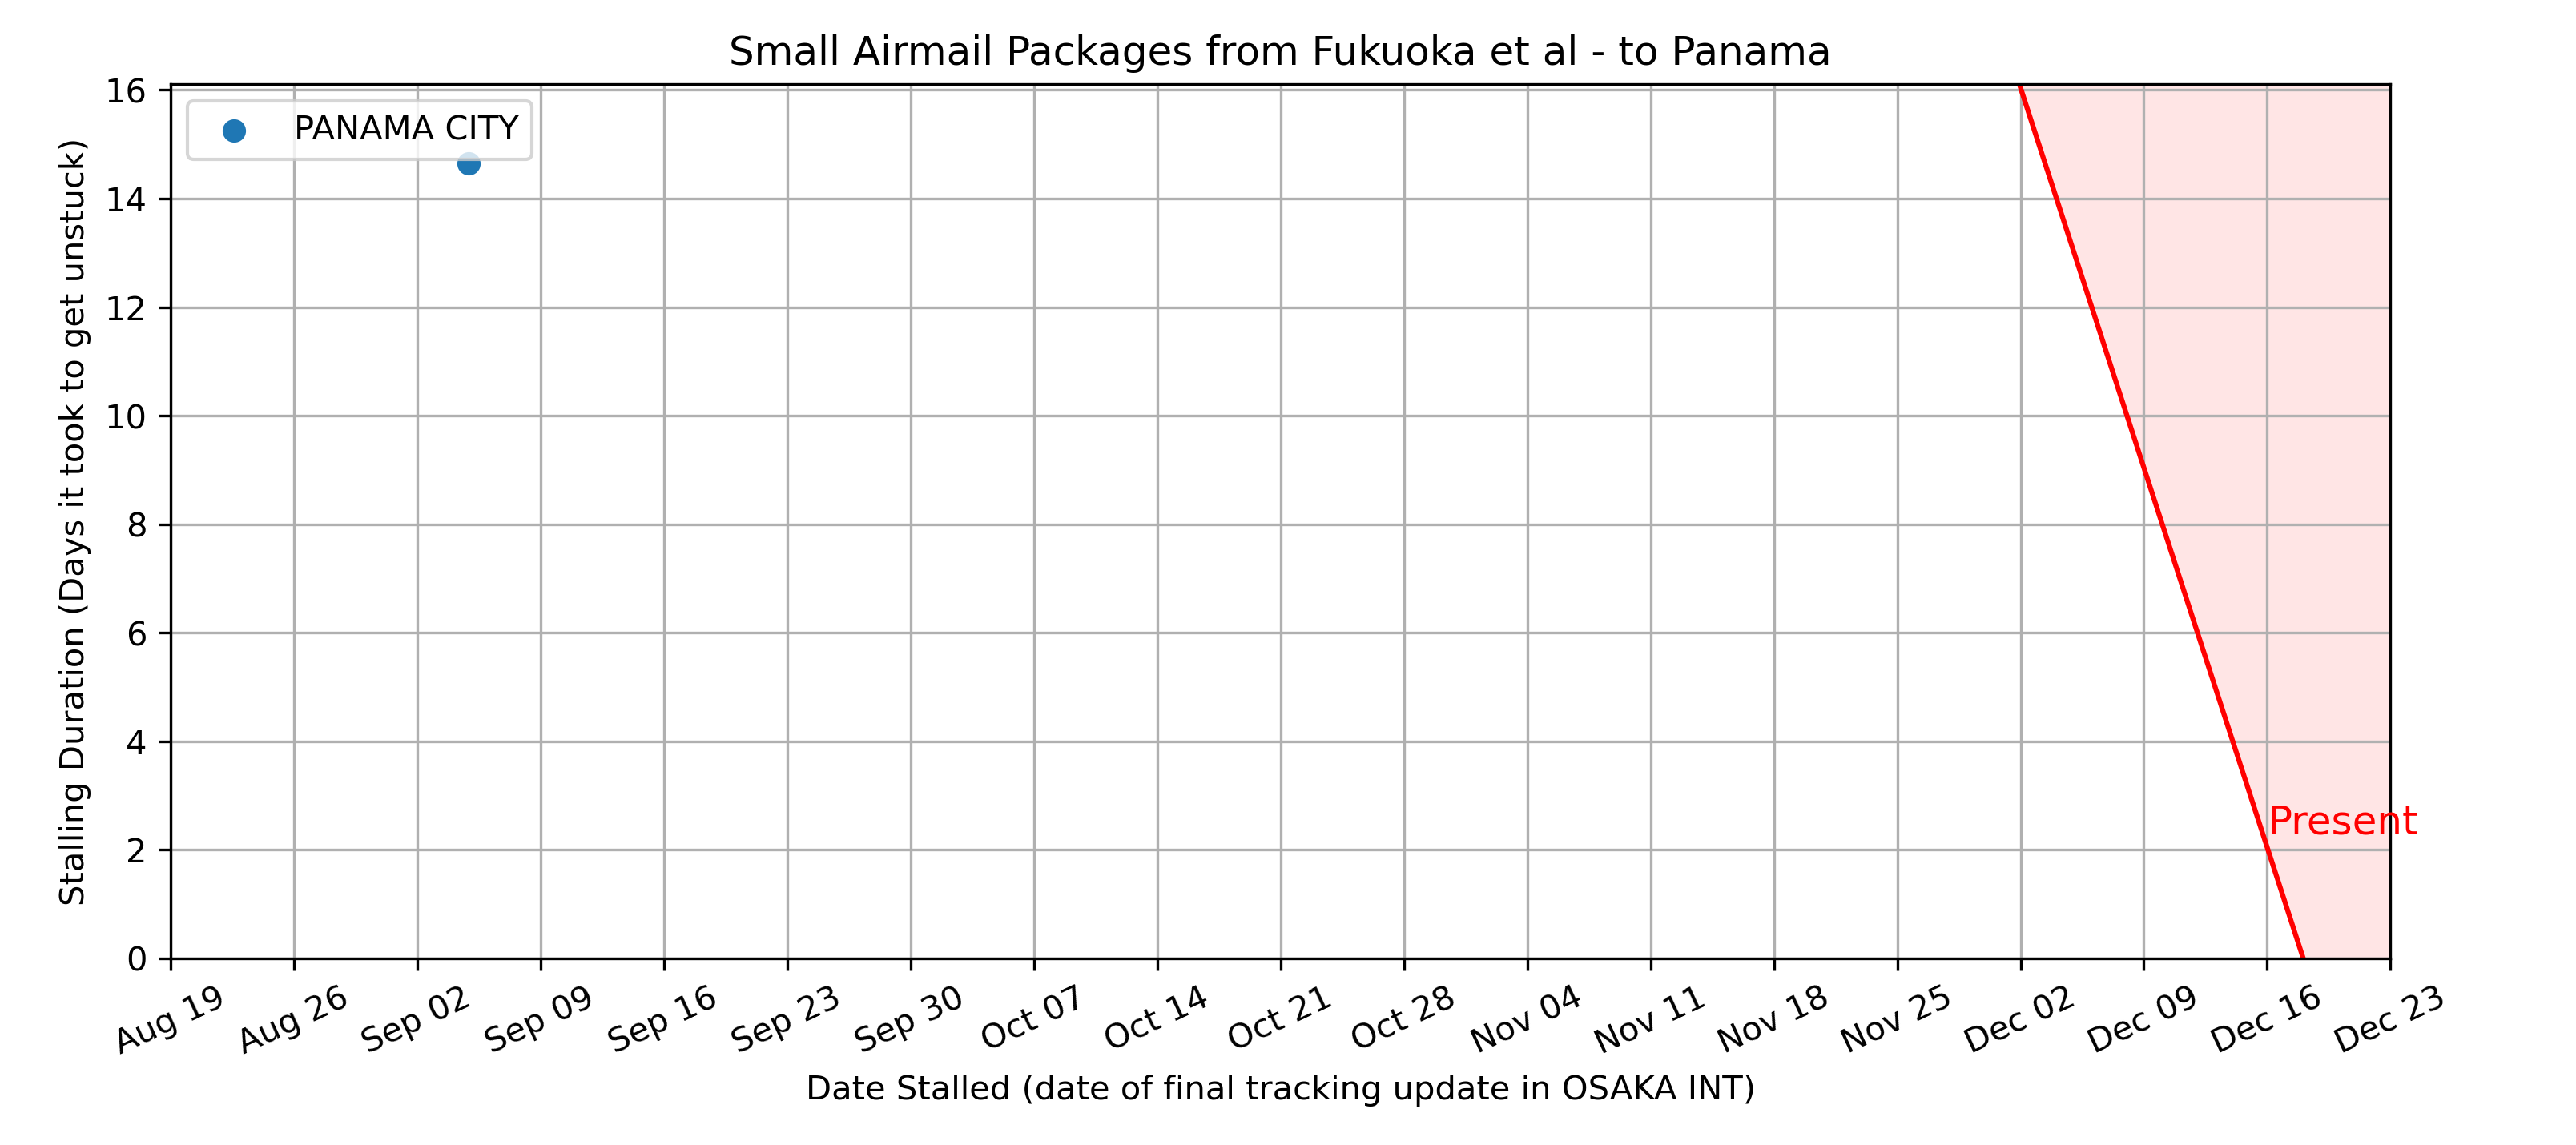 Small Airmail Packages from Fukuoka et al - to Panama
PANAMA CITY
Stalling Duration (Days it took to get unstuck)
16
14
12
10
8
6
4
2
0
Present
Aug 19
Aug 26
Sep 02
Sep 09
Sep 16
Sep 23
Sep 30
Oct 07
Oct 14
Oct 21
Oct 28
Nov 04
Nov 11
Nov 18
Nov 25
Dec 02
Dec 09
Dec 16
Dec 23
Date Stalled (date of final tracking update in OSAKA INT)